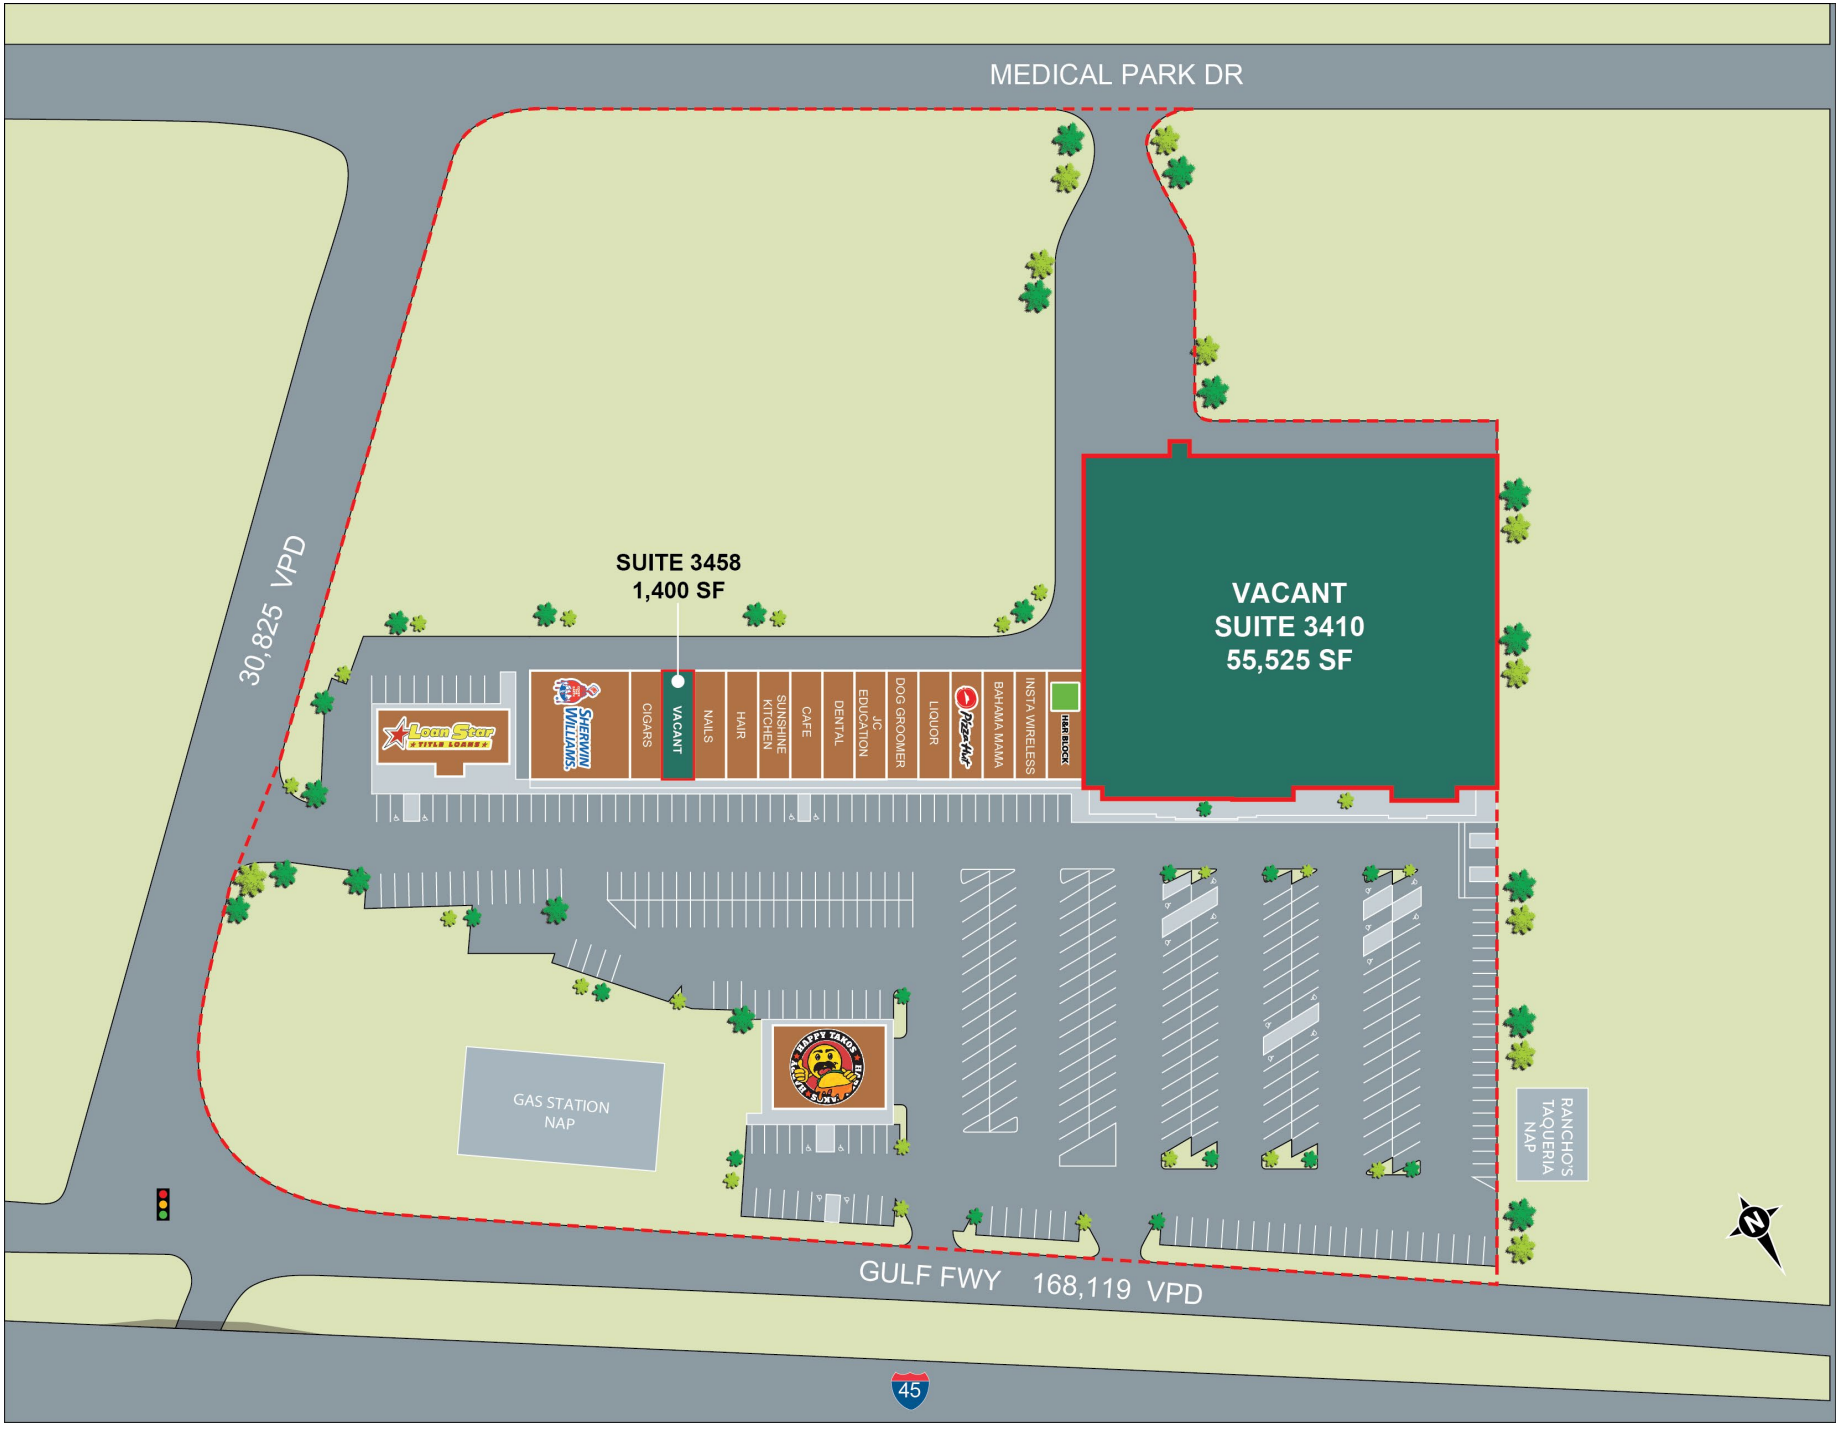 MEDICAL PARK DR
30,825 VPD
SUITE 3458
1,400 SF
VACANT
SUITE 3410
55,525 SF
Loan Star
TITLE LOANS
SHERWIN
WILLIAMS.
CIGARS
VACANT
NAILS
HAIR
SUNSHINE
KITCHEN
CAFE
DENTAL
JC
EDUCATION
DOG GROOMER
LIQUOR
Pizza Hut
BAHAMA MAMA
INSTA WIRELESS
H&R BLOCK
HAPPY TAKOS
GAS STATION
NAP
RANCHO'S
TAQUERIA
NAP
N
GULF FWY 168,119 VPD
45